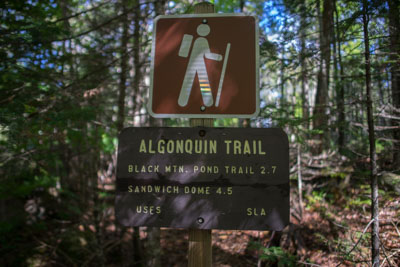 ALGONQUIN TRAIL
BLACK MTN. POND TRAIL 2.7
SANDWICH DOME 4.5
USFS SLA